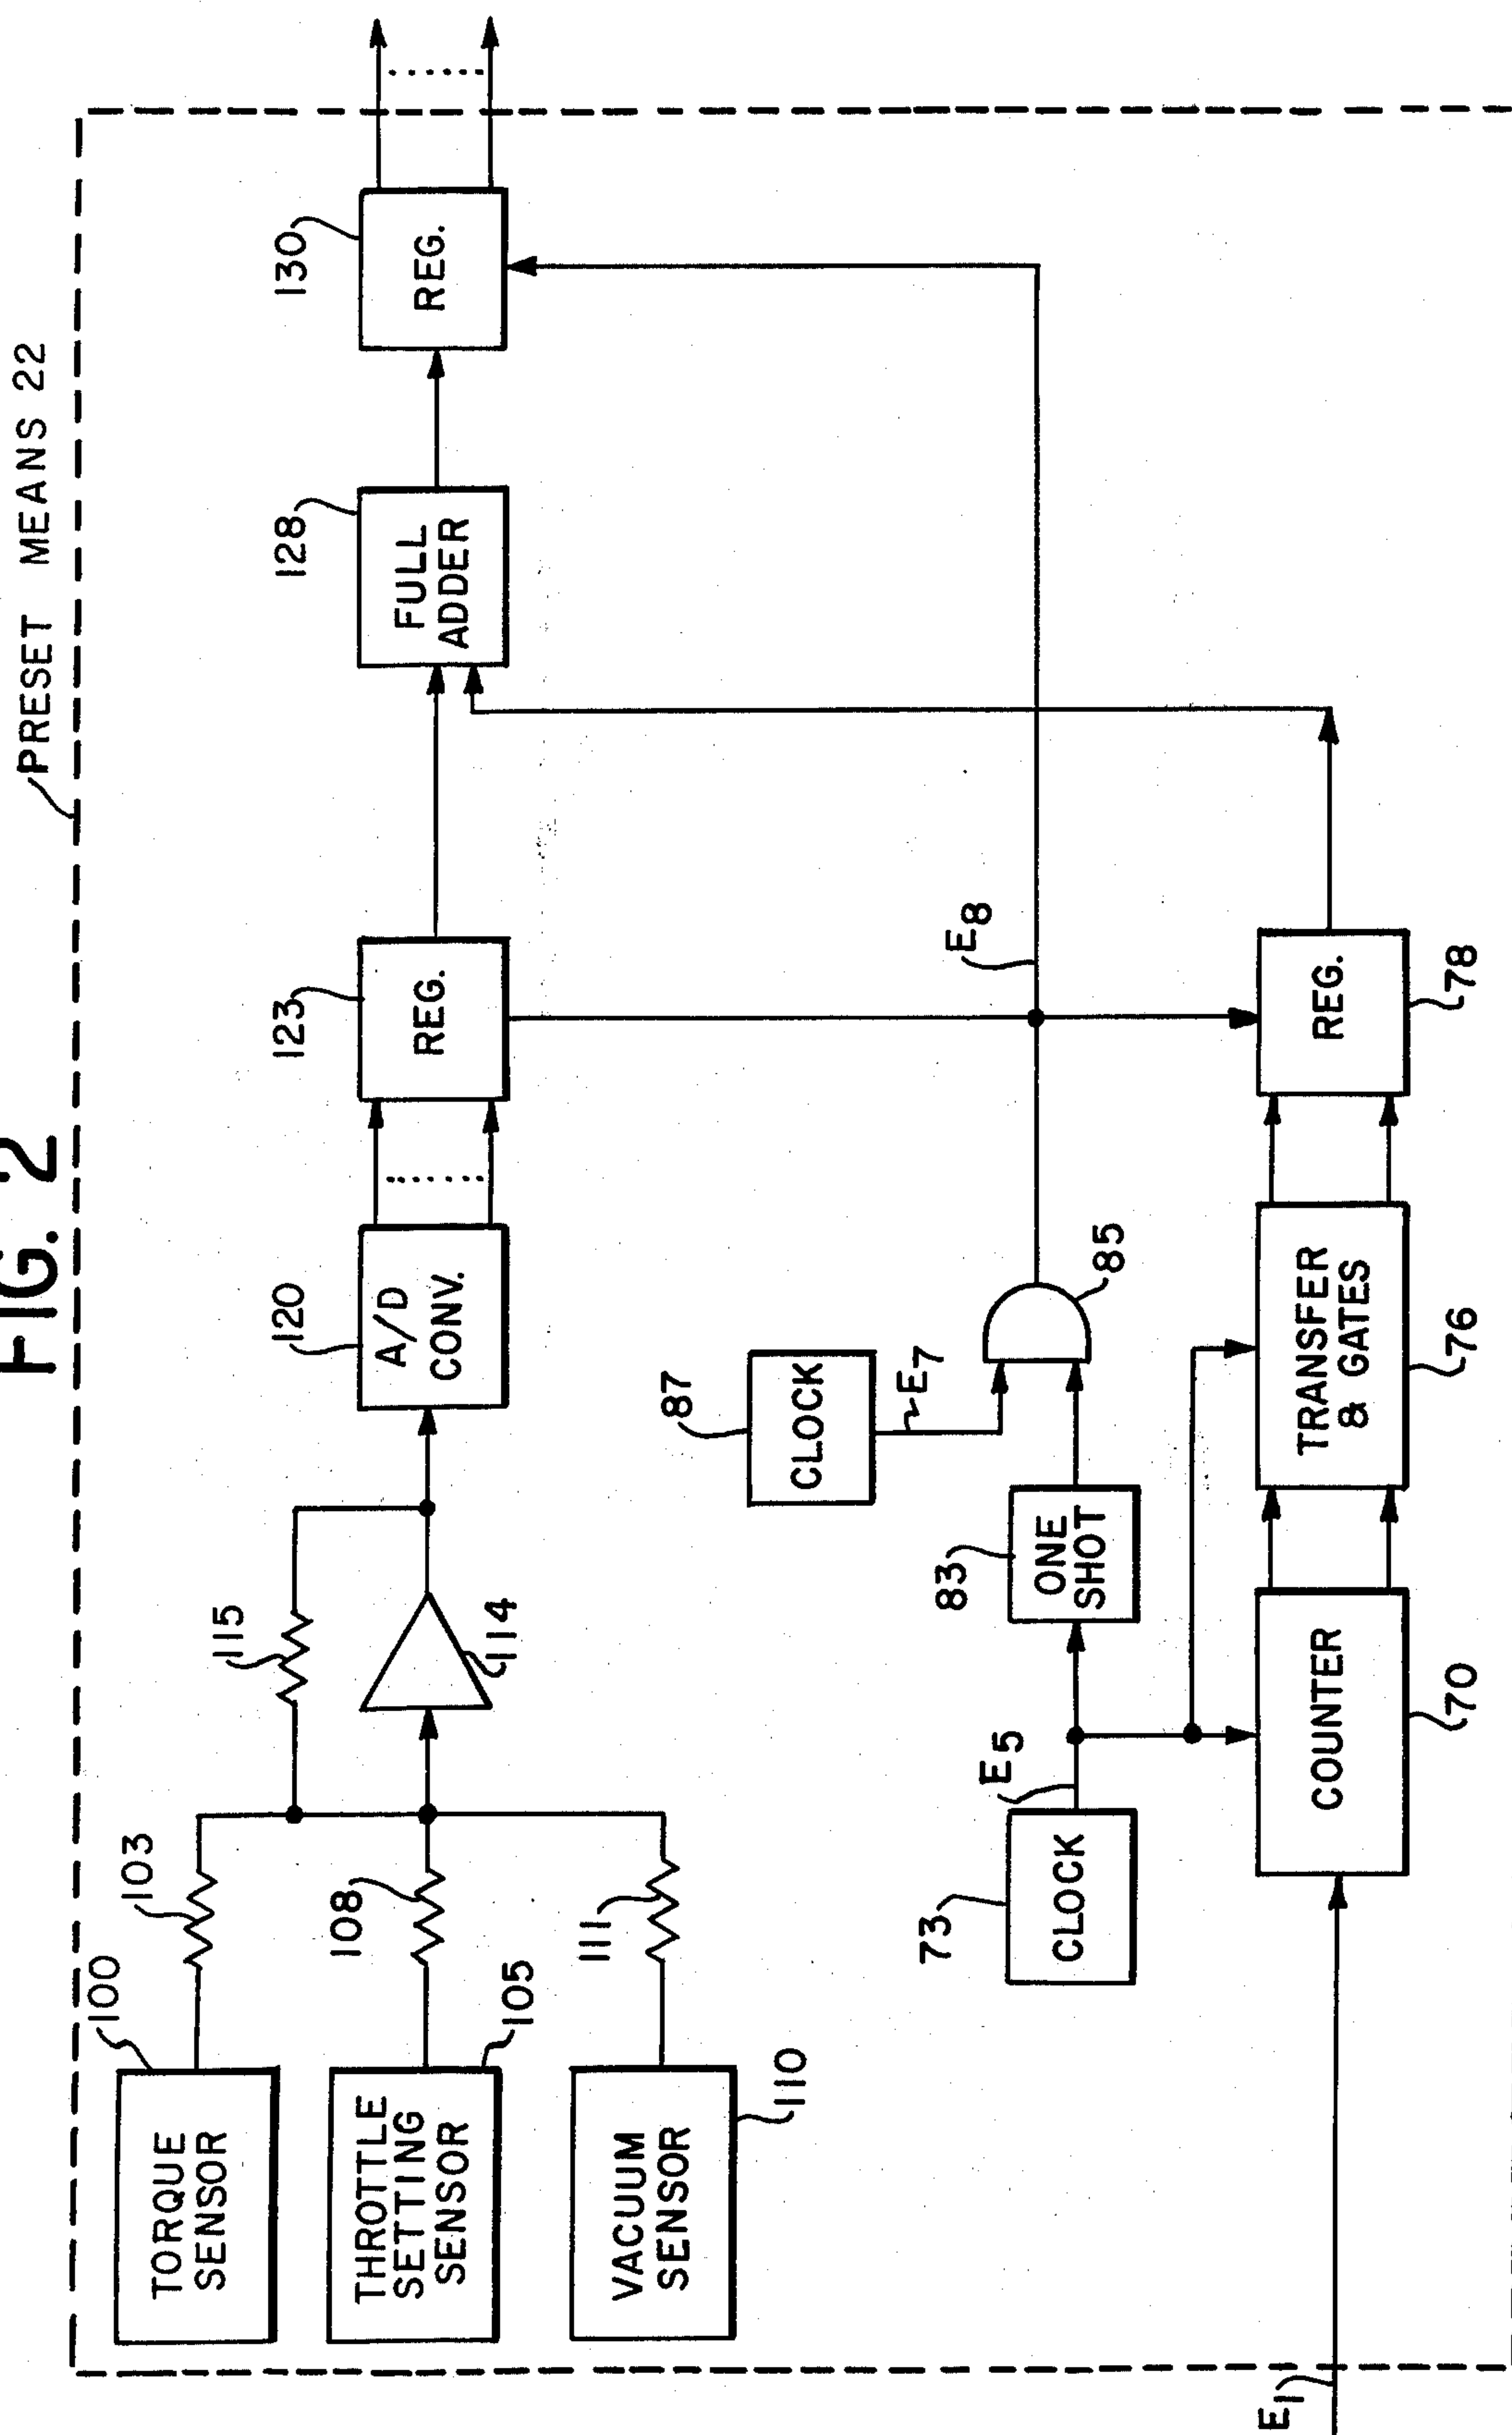 FIG. 2
PRESET MEANS 22
100
TORQUE
SENSOR
103
105
THROTTLE
SETTING
SENSOR
108
110
VACUUM
SENSOR
111
115
114
120
A/D
CONV.
123
REG.
128
FULL
ADDER
130
REG.
87
CLOCK
E7
85
E8
73
CLOCK
E5
83
ONE
SHOT
E1
COUNTER
70
TRANSFER
& GATES
76
REG.
78